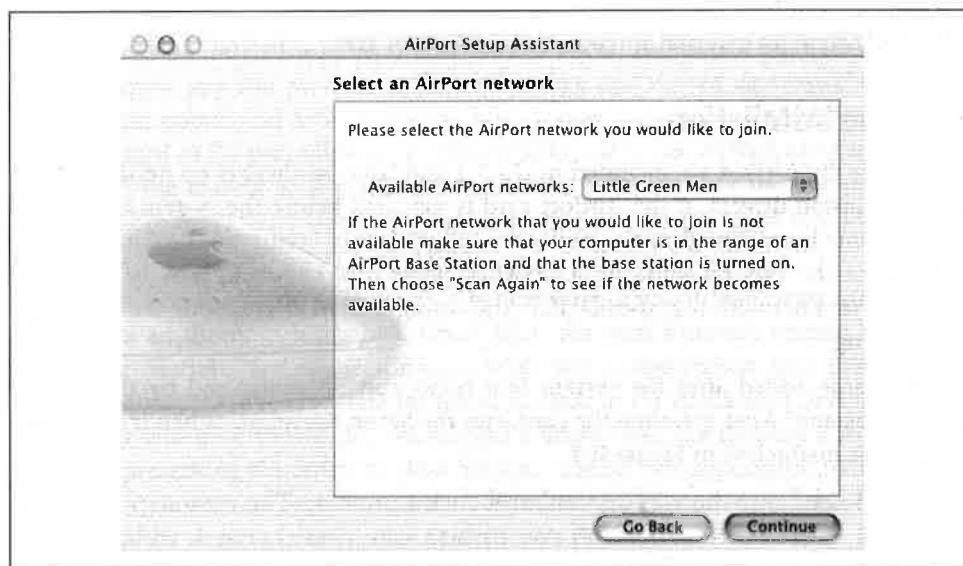 AirPort Setup Assistant
Select an AirPort network
Please select the AirPort network you would like to join.
Available AirPort networks: Little Green Men
If the AirPort network that you would like to join is not
available make sure that your computer is in the range of an
AirPort Base Station and that the base station is turned on.
Then choose "Scan Again" to see if the network becomes
available.
Go Back Continue